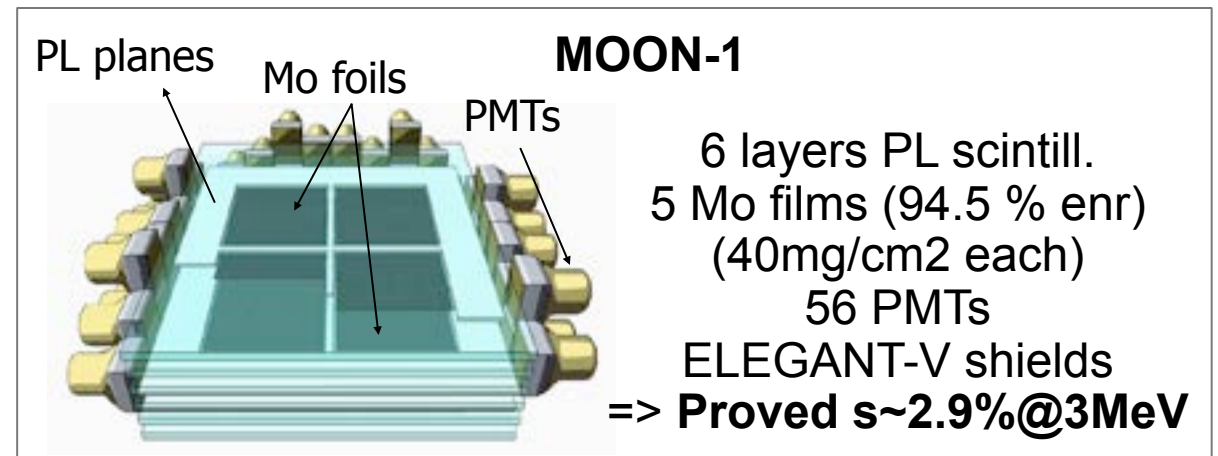 MOON-1
PL planes
Mo foils
PMTs
6 layers PL scintill.
5 Mo films (94.5 % enr)
(40mg/cm2 each)
56 PMTs
ELEGANT-V shields
=> Proved s~2.9%@3MeV